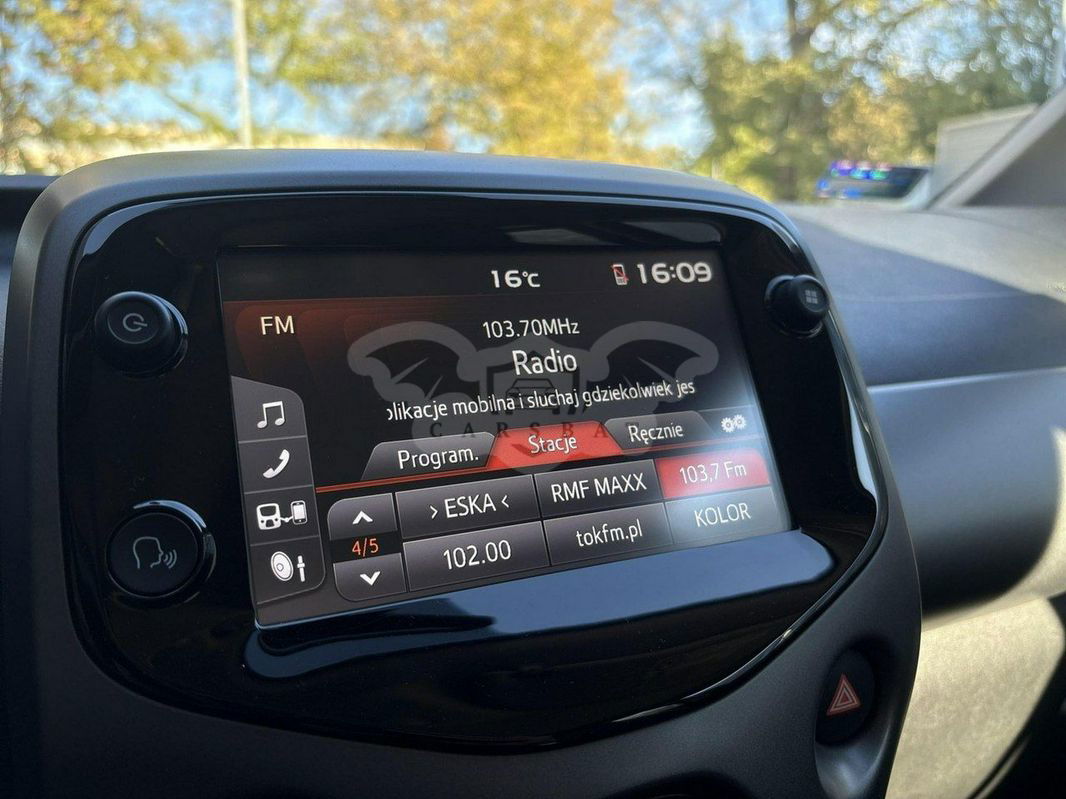 16°c
16:09
FM
103.70MHz
Radio
plikacje mobilna i sluchaj gdziekolwiek jes
CARSBAT
Program.
Stacje
Ręcznie
> ESKA <
RMF MAXX
103,7 Fm
4/5
102.00
tokfm.pl
KOLOR